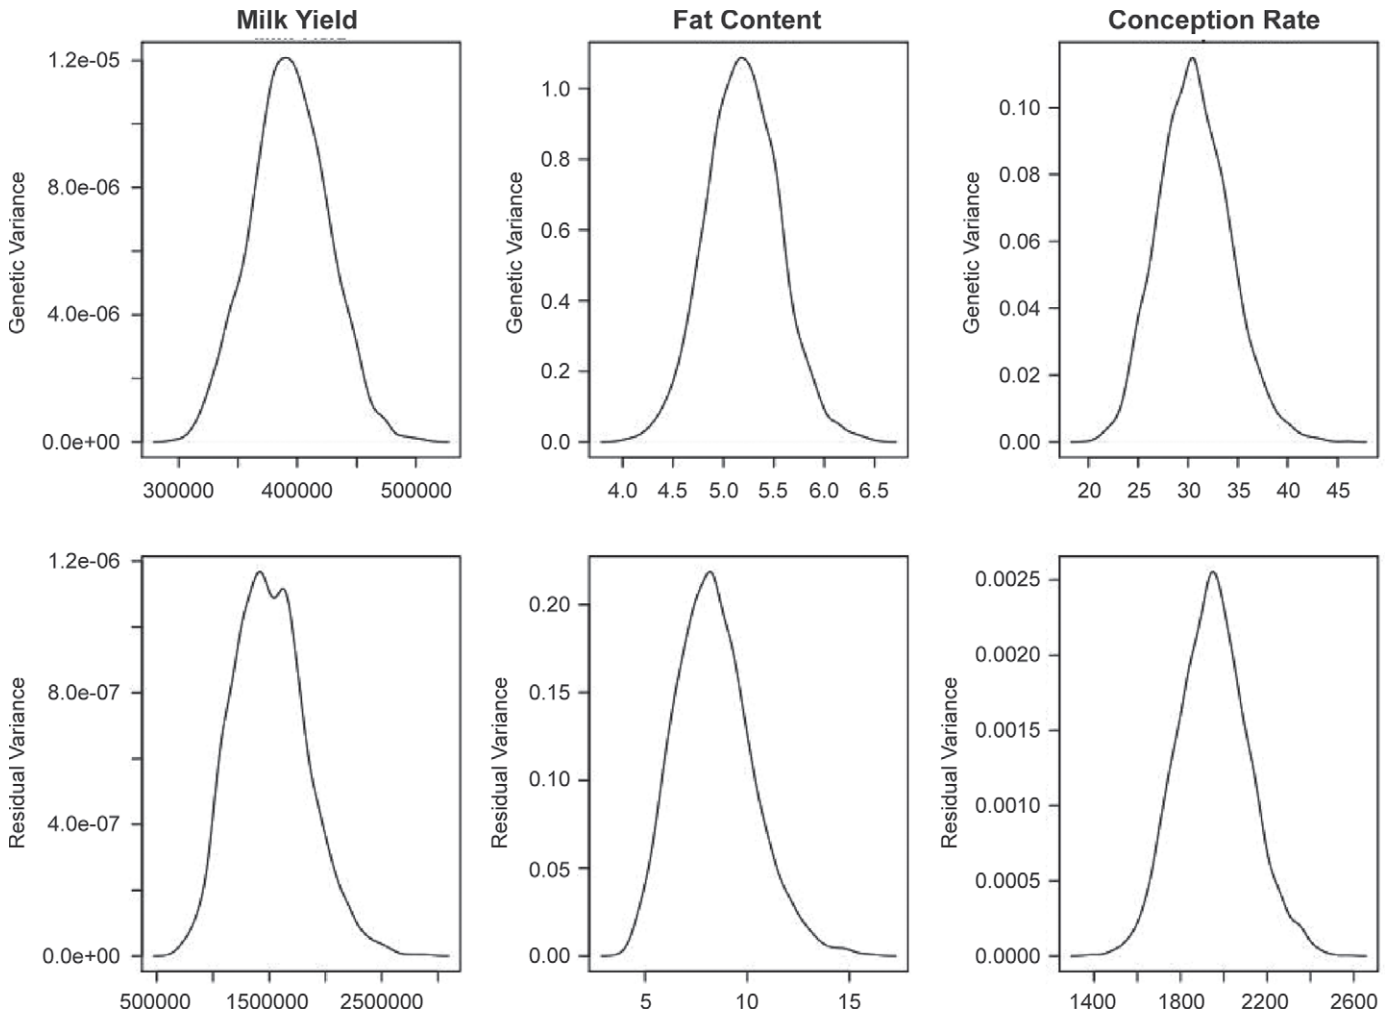 Milk Yield
Fat Content
Conception Rate
Genetic Variance
1.2e-05
8.0e-06
4.0e-06
0.0e+00
300000 400000 500000
Genetic Variance
1.0
0.8
0.6
0.4
0.2
0.0
4.0 4.5 5.0 5.5 6.0 6.5
Genetic Variance
0.10
0.08
0.06
0.04
0.02
0.00
20 25 30 35 40 45
Residual Variance
1.2e-06
8.0e-07
4.0e-07
0.0e+00
500000 1500000 2500000
Residual Variance
0.20
0.15
0.10
0.05
0.00
5 10 15
Residual Variance
0.0025
0.0020
0.0015
0.0010
0.0005
0.0000
1400 1800 2200 2600